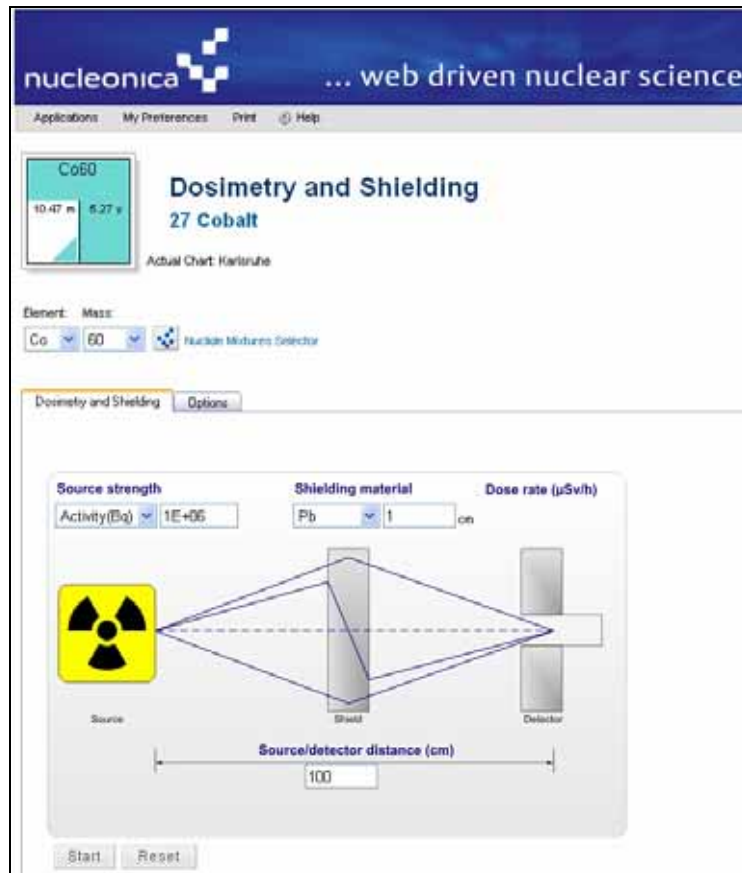 nucleonica ... web driven nuclear science
Applications My Preferences Print Help
Co60
10.47 m 5.27 y
Dosimetry and Shielding
27 Cobalt
Actual Chart: Karlsruhe
Element: Mass:
Co 60 Nuclide Mixtures Selector
Dosimetry and Shielding Options
Source strength Shielding material Dose rate (µSv/h)
Activity(Bq) 1E+06 Pb 1 cm
Source Shield Detector
Source/detector distance (cm)
100
Start Reset